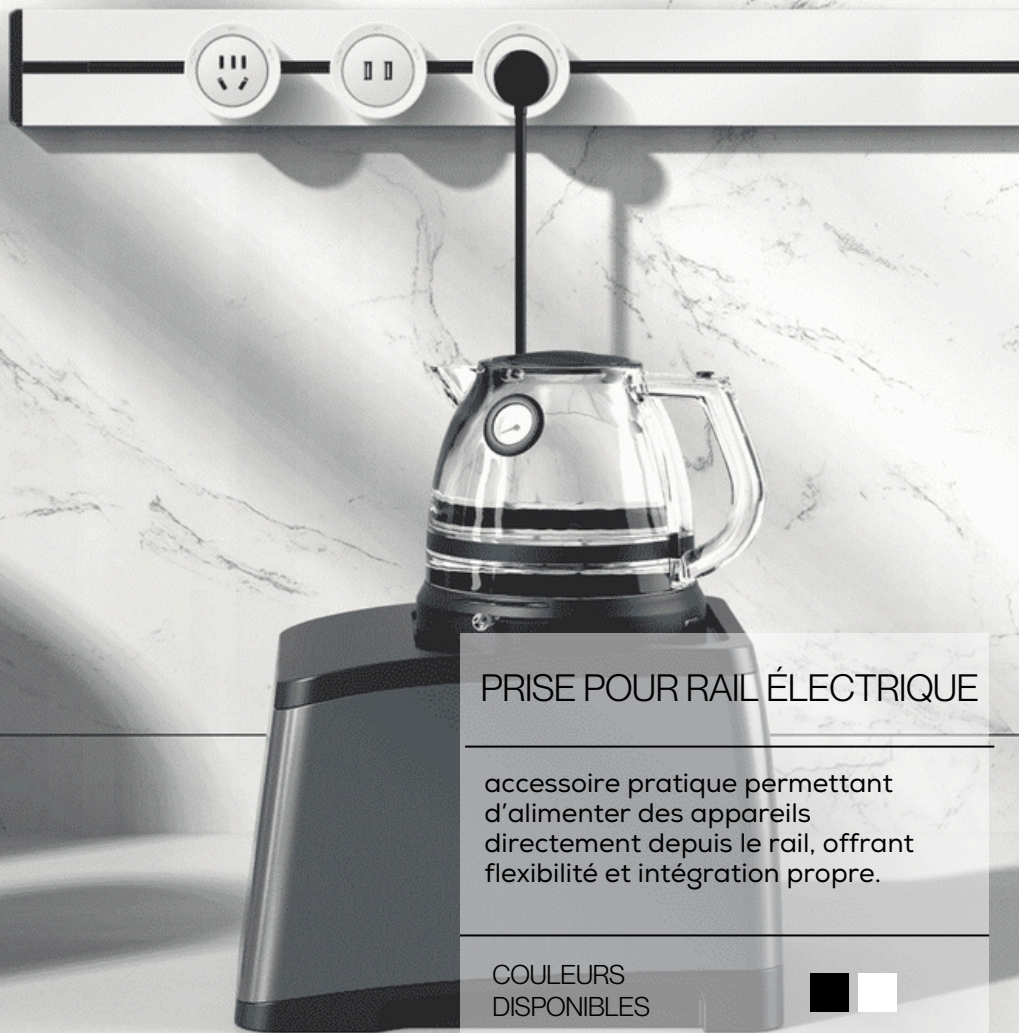 PRISE POUR RAIL ÉLECTRIQUE
accessoire pratique permettant
d'alimenter des appareils
directement depuis le rail, offrant
flexibilité et intégration propre.
COULEURS
DISPONIBLES